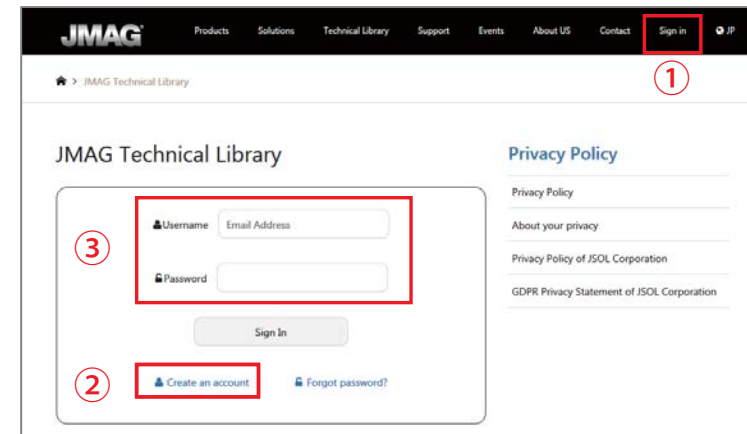 JMAG Products Solutions Technical Library Support Events About US Contact Sign in JP
①
> JMAG Technical Library
JMAG Technical Library
③
Username Email Address
Password
Sign In
②
Create an account Forgot password?
Privacy Policy
Privacy Policy
About your privacy
Privacy Policy of JSOL Corporation
GDPR Privacy Statement of JSOL Corporation